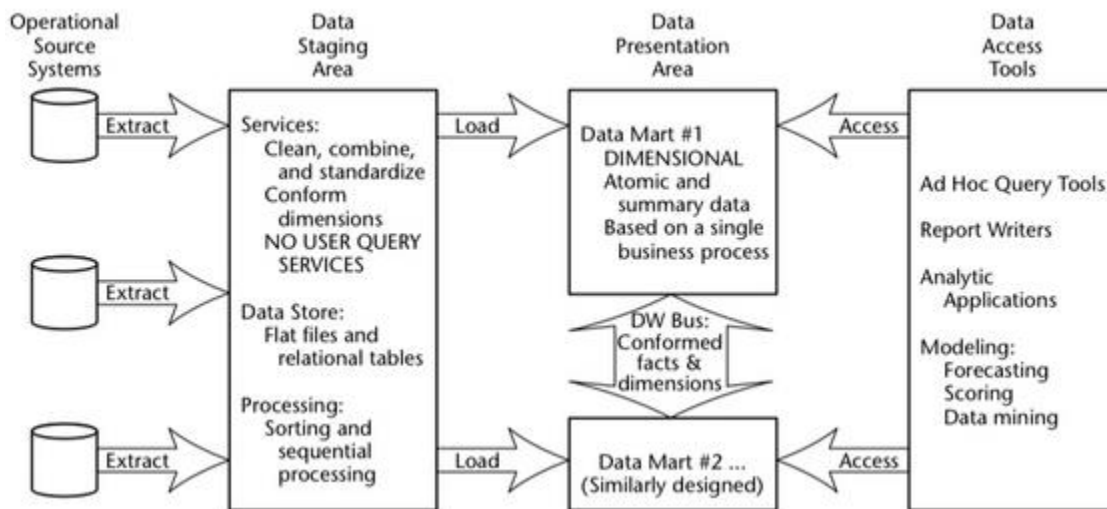 Operational
Source
Systems
Data
Staging
Area
Data
Presentation
Area
Data
Access
Tools
Extract
Extract
Extract
Services:
Clean, combine,
and standardize
Conform
dimensions
NO USER QUERY
SERVICES
Data Store:
Flat files and
relational tables
Processing:
Sorting and
sequential
processing
Load
Load
Data Mart #1
DIMENSIONAL
Atomic and
summary data
Based on a single
business process
DW Bus:
Conformed
facts &
dimensions
Data Mart #2 ...
(Similarly designed)
Access
Access
Ad Hoc Query Tools
Report Writers
Analytic
Applications
Modeling:
Forecasting
Scoring
Data mining